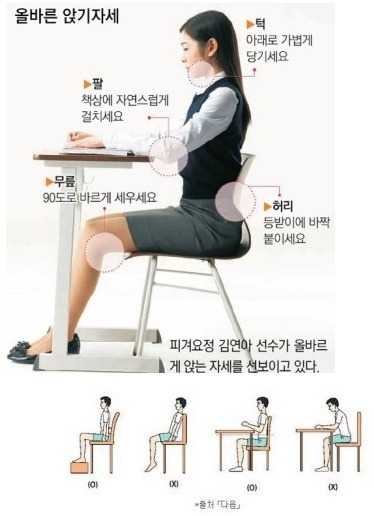 올바른 앉기자세
▶턱
아래로 가볍게
당기세요
▶팔
책상에 자연스럽게
걸치세요
▶무릎
90도로 바르게 세우세요
▶허리
등받이에 바짝
붙이세요
피겨요정 김연아 선수가 올바르
게 앉는 자세를 선보이고 있다.
(O) (X) (O) (X)
*출처 「다음」